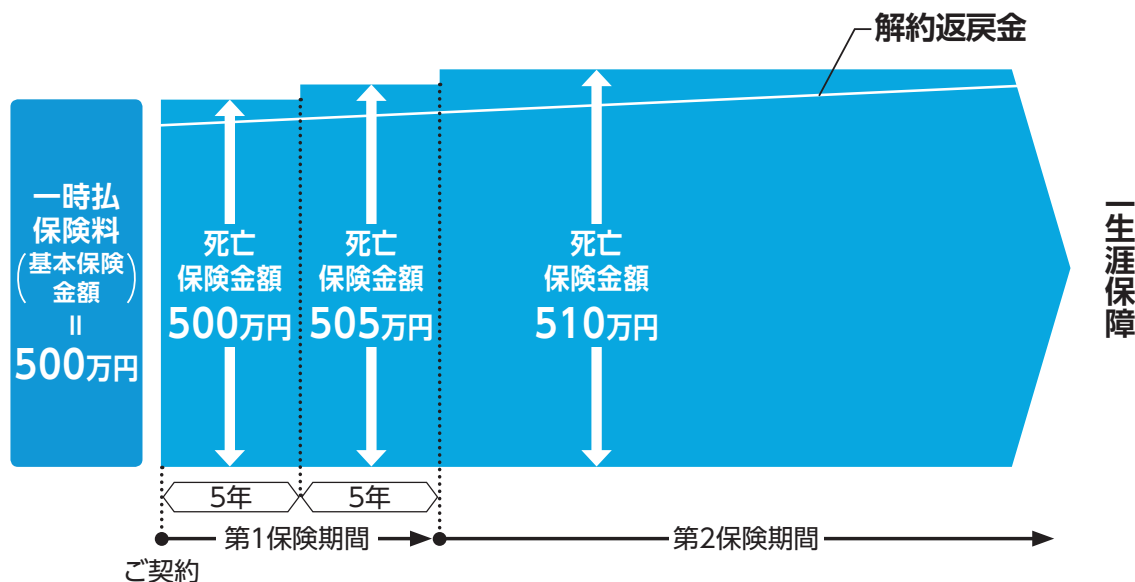 解約返戻金
一時払
保険料
(基本保険
金額)
=
500万円
死亡
保険金額
500万円
死亡
保険金額
505万円
死亡
保険金額
510万円
一生涯保障
5年
5年
第1保険期間
第2保険期間
ご契約